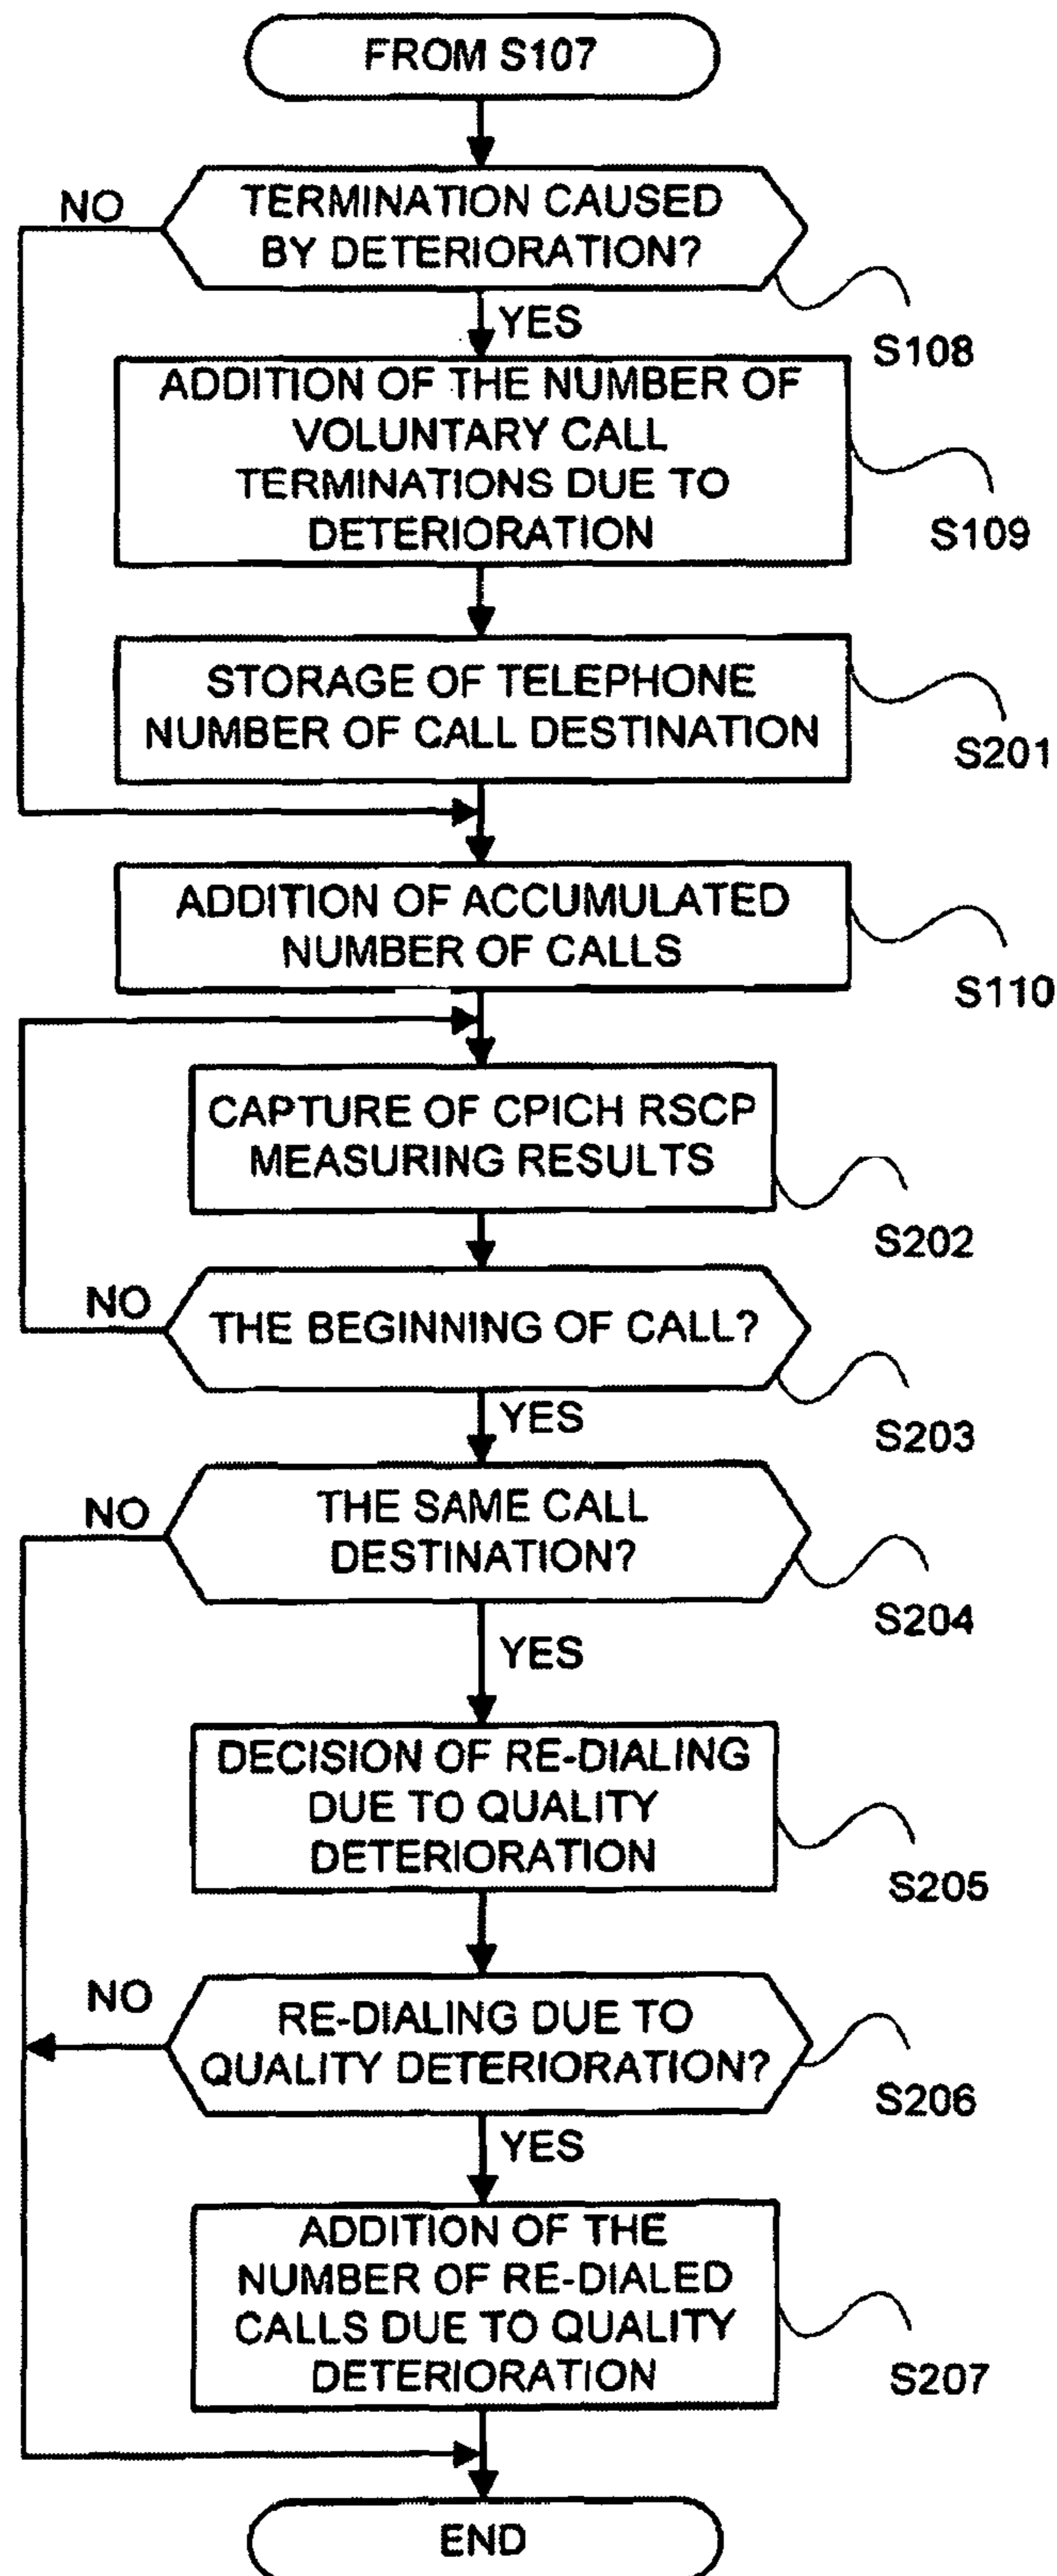 FROM S107
NO
TERMINATION CAUSED
BY DETERIORATION?
S108
YES
ADDITION OF THE NUMBER OF
VOLUNTARY CALL
TERMINATIONS DUE TO
DETERIORATION
S109
STORAGE OF TELEPHONE
NUMBER OF CALL DESTINATION
S201
ADDITION OF ACCUMULATED
NUMBER OF CALLS
S110
CAPTURE OF CPICH RSCP
MEASURING RESULTS
S202
NO
THE BEGINNING OF CALL?
S203
YES
NO
THE SAME CALL
DESTINATION?
S204
YES
DECISION OF RE-DIALING
DUE TO QUALITY
DETERIORATION
S205
NO
RE-DIALING DUE TO
QUALITY DETERIORATION?
S206
YES
ADDITION OF THE
NUMBER OF RE-DIALED
CALLS DUE TO QUALITY
DETERIORATION
S207
END